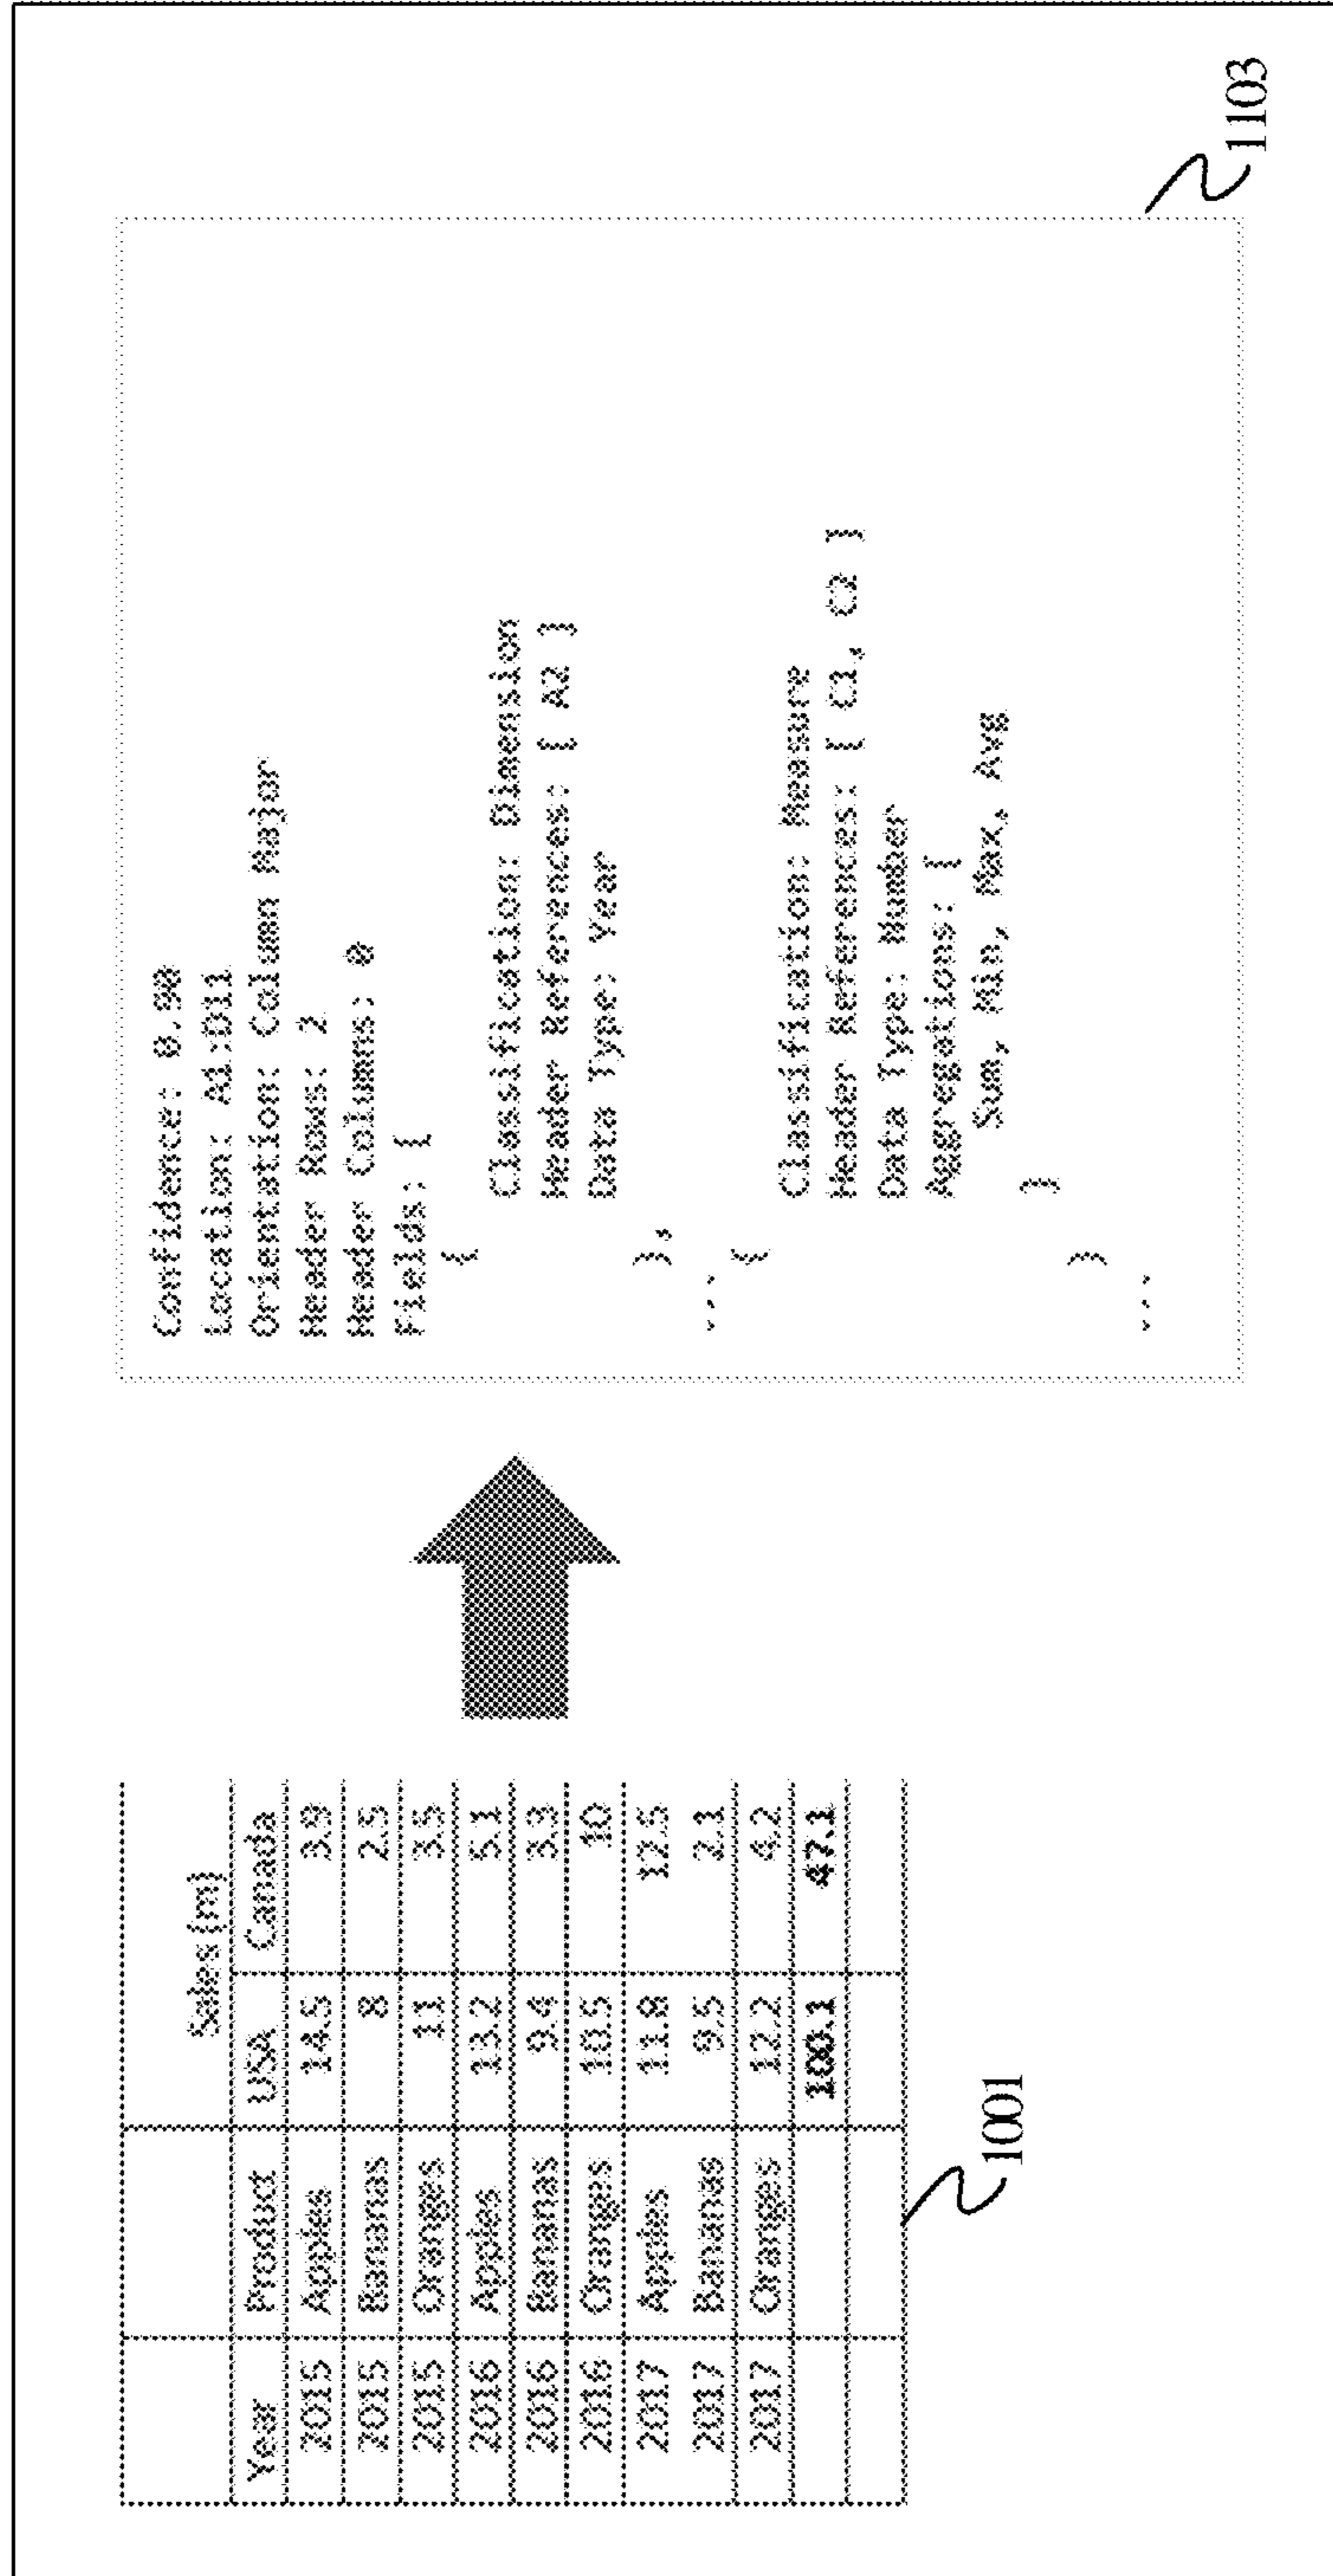 Sales (m)
Year Product USA Canada
2015 Apples 14.5 3.9
2015 Bananas 8 2.5
2015 Oranges 11 3.5
2016 Apples 13.2 5.1
2016 Bananas 9.4 3.3
2016 Oranges 10.5 10
2017 Apples 11.8 12.5
2017 Bananas 9.5 2.1
2017 Oranges 12.2 4.2
100.1 47.1
1001
Confidence: 0.90
Location: A1:D11
Orientation: Column Major
Header Rows: 2
Header Columns: 0
Fields: [
{
Classification: Dimension
Header References: [ A2 ]
Data Type: Year
},
...
{
Classification: Measure
Header References: [ C1, C2 ]
Data Type: Number
Aggregations: [
Sum, Min, Max, Avg
]
}
...
1103